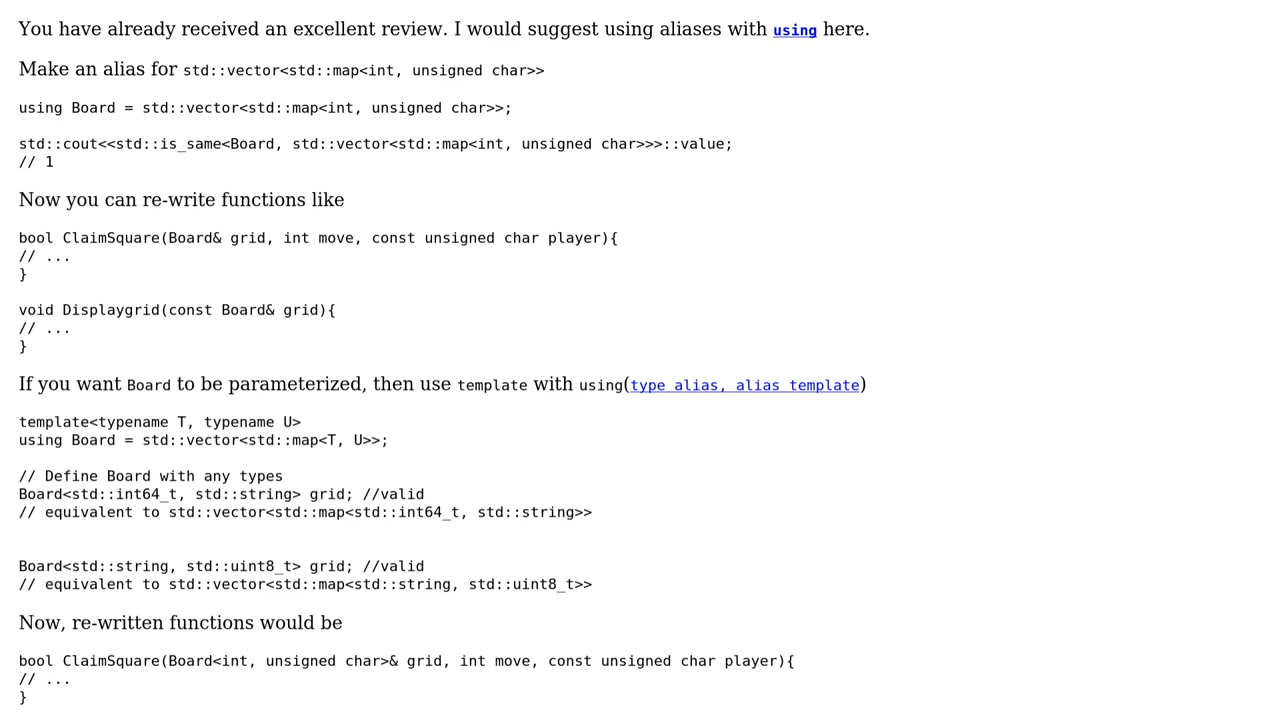 You have already received an excellent review. I would suggest using aliases with using here.
Make an alias for std::vector<std::map<int, unsigned char>>
using Board = std::vector<std::map<int, unsigned char>>;
std::cout<<std::is_same<Board, std::vector<std::map<int, unsigned char>>>::value;
// 1
Now you can re-write functions like
bool ClaimSquare(Board& grid, int move, const unsigned char player){
// ...
}
void Displaygrid(const Board& grid){
// ...
}
If you want Board to be parameterized, then use template with using(type alias, alias template)
template<typename T, typename U>
using Board = std::vector<std::map<T, U>>;
// Define Board with any types
Board<std::int64_t, std::string> grid; //valid
// equivalent to std::vector<std::map<std::int64_t, std::string>>
Board<std::string, std::uint8_t> grid; //valid
// equivalent to std::vector<std::map<std::string, std::uint8_t>>
Now, re-written functions would be
bool ClaimSquare(Board<int, unsigned char>& grid, int move, const unsigned char player){
// ...
}